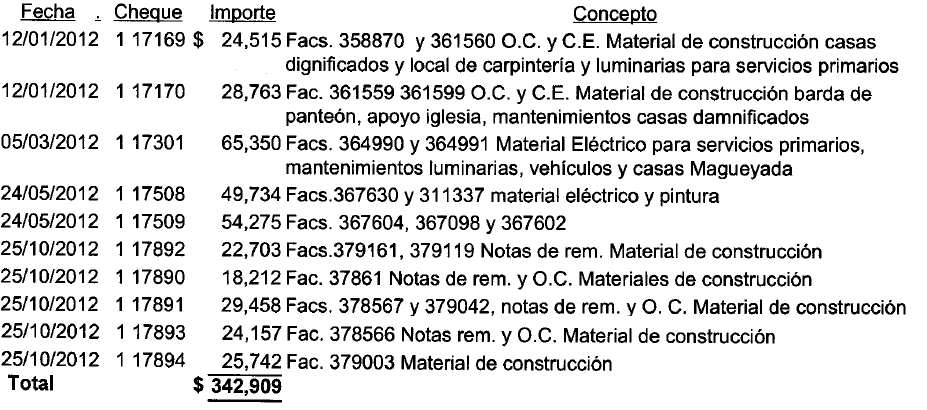 Fecha . Cheque Importe Concepto
12/01/2012 1 17169 $ 24,515 Facs. 358870 y 361560 O.C. y C.E. Material de construcción casas
dignificados y local de carpintería y luminarias para servicios primarios
12/01/2012 1 17170 28,763 Fac. 361559 361599 O.C. y C.E. Material de construcción barda de
panteón, apoyo iglesia, mantenimientos casas damnificados
05/03/2012 1 17301 65,350 Facs. 364990 y 364991 Material Eléctrico para servicios primarios,
mantenimientos luminarias, vehículos y casas Magueyada
24/05/2012 1 17508 49,734 Facs.367630 y 311337 material eléctrico y pintura
24/05/2012 1 17509 54,275 Facs. 367604, 367098 y 367602
25/10/2012 1 17892 22,703 Facs.379161, 379119 Notas de rem. Material de construcción
25/10/2012 1 17890 18,212 Fac. 37861 Notas de rem. y O.C. Materiales de construcción
25/10/2012 1 17891 29,458 Facs. 378567 y 379042, notas de rem. y O. C. Material de construcción
25/10/2012 1 17893 24,157 Fac. 378566 Notas rem. y O.C. Material de construcción
25/10/2012 1 17894 25,742 Fac. 379003 Material de construcción
Total $ 342,909